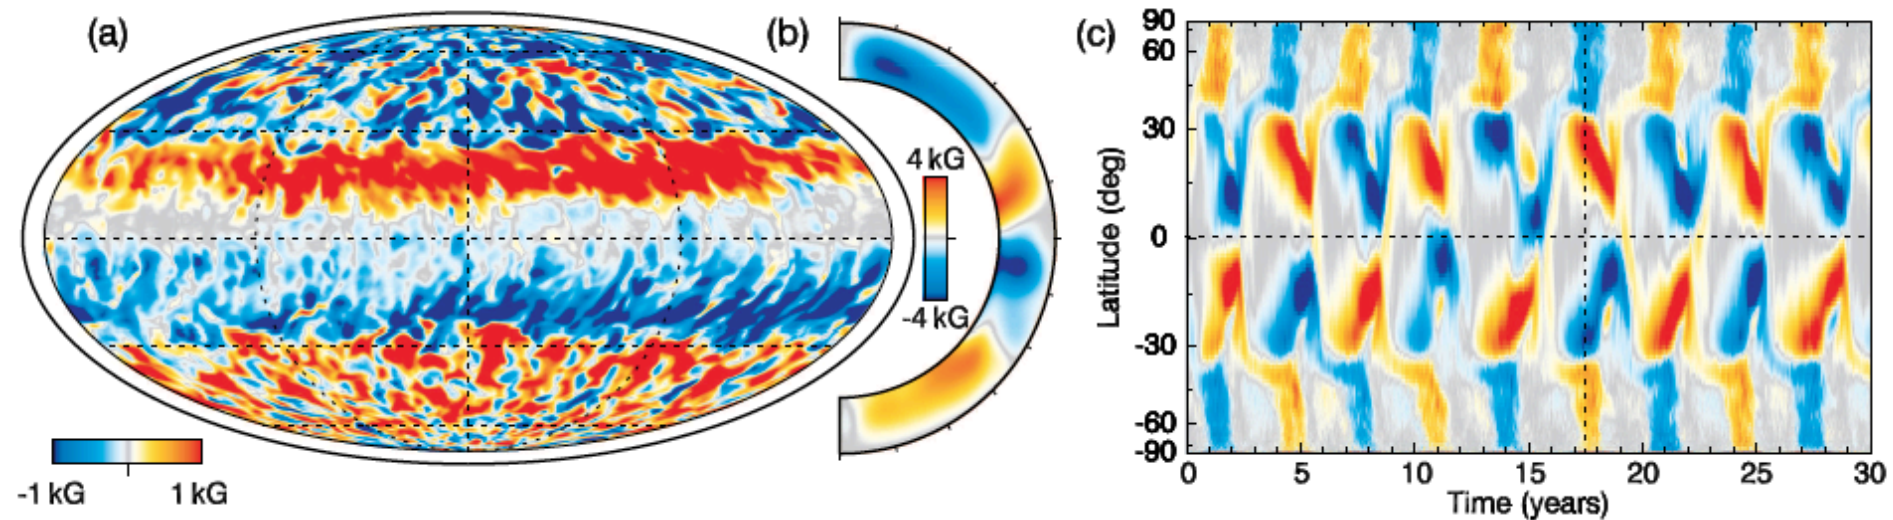 (a)
-1 kG 1 kG
(b)
4 kG
-4 kG
(c)
Latitude (deg)
90
60
30
0
-30
-60
-90
0 5 10 15 20 25 30
Time (years)